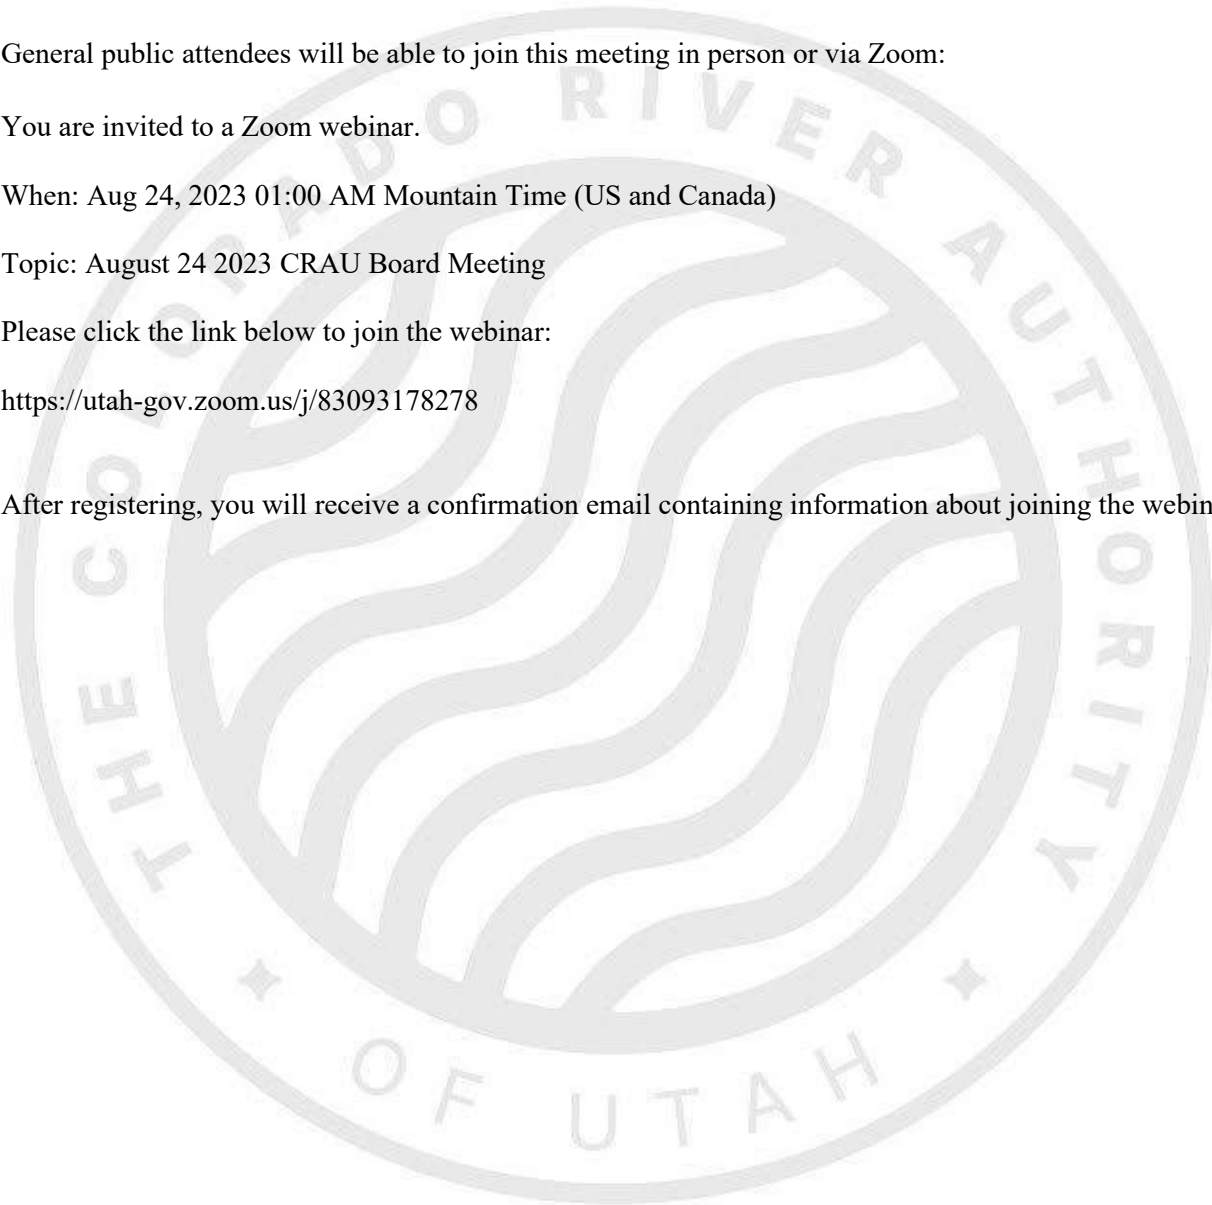 General public attendees will be able to join this meeting in person or via Zoom:
You are invited to a Zoom webinar.
When: Aug 24, 2023 01:00 AM Mountain Time (US and Canada)
Topic: August 24 2023 CRAU Board Meeting
Please click the link below to join the webinar:
https://utah-gov.zoom.us/j/83093178278
After registering, you will receive a confirmation email containing information about joining the webin
THE COLORADO RIVER AUTHORITY
OF UTAH